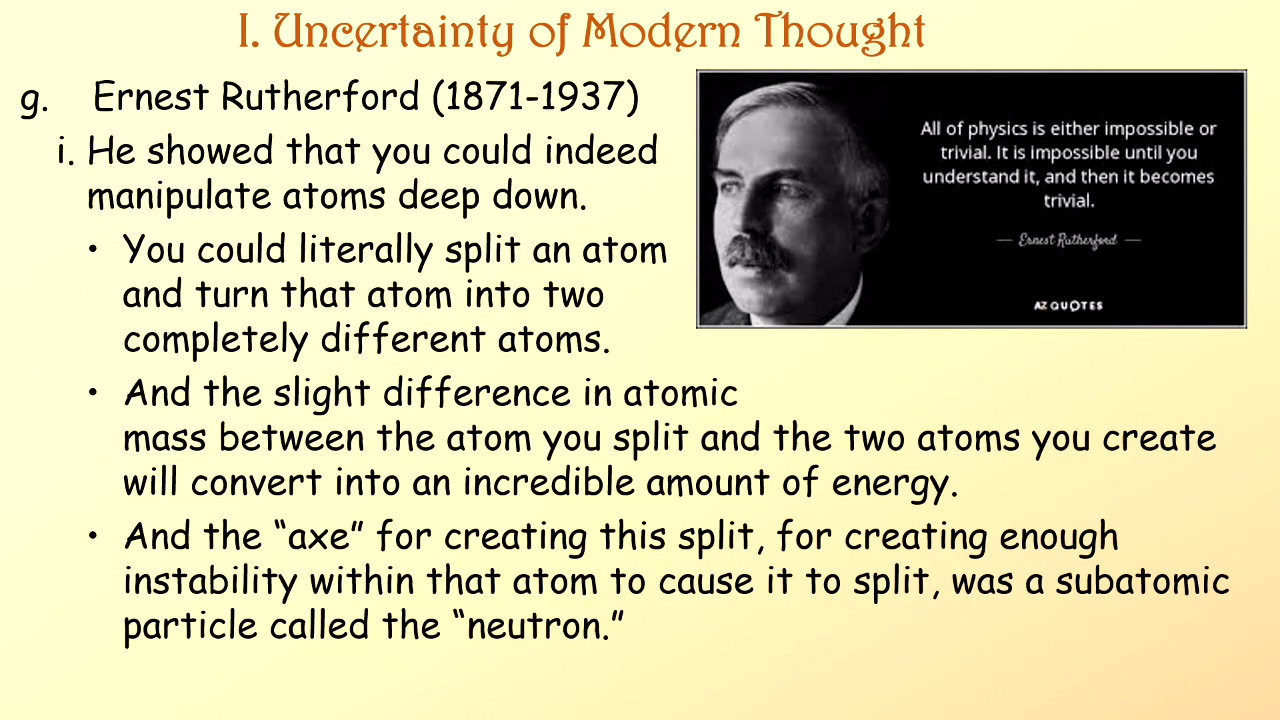 I. Uncertainty of Modern Thought
g. Ernest Rutherford (1871-1937)
i. He showed that you could indeed
manipulate atoms deep down.
• You could literally split an atom
and turn that atom into two
completely different atoms.
• And the slight difference in atomic
mass between the atom you split and the two atoms you create
will convert into an incredible amount of energy.
• And the “axe” for creating this split, for creating enough
instability within that atom to cause it to split, was a subatomic
particle called the “neutron.”
All of physics is either impossible or
trivial. It is impossible until you
understand it, and then it becomes
trivial.
— Ernest Rutherford —
AZ QUOTES